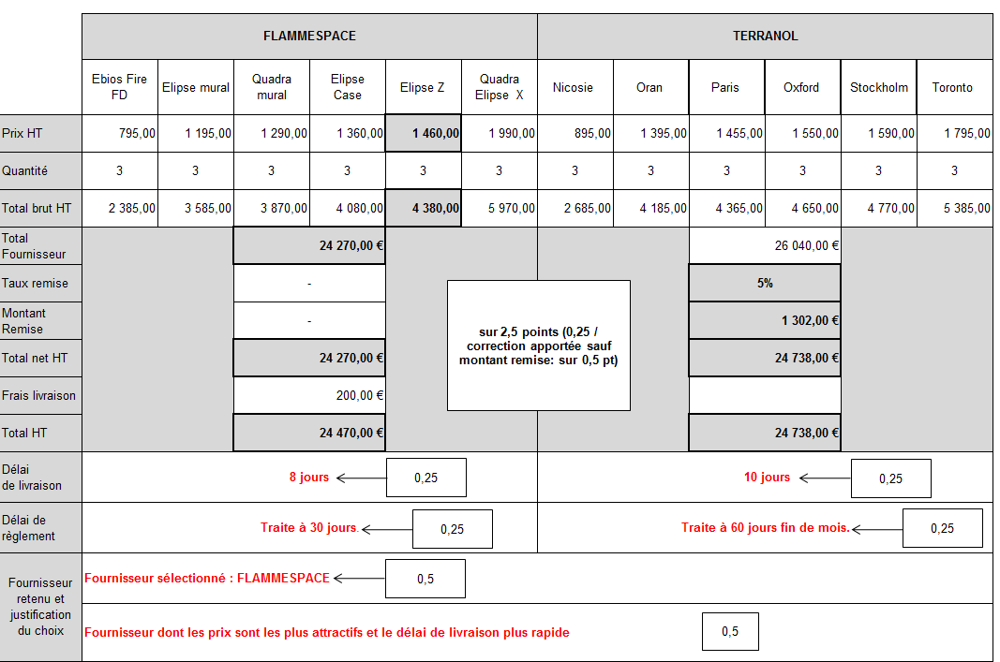 FLAMMESPACE TERRANOL
Ebios Fire FD Elipse mural Quadra mural Elipse Case Elipse Z Quadra Elipse X Nicosie Oran Paris Oxford Stockholm Toronto
Prix HT 795,00 1 195,00 1 290,00 1 360,00 1 460,00 1 990,00 895,00 1 395,00 1 455,00 1 550,00 1 590,00 1 795,00
Quantité 3 3 3 3 3 3 3 3 3 3 3 3
Total brut HT 2 385,00 3 585,00 3 870,00 4 080,00 4 380,00 5 970,00 2 685,00 4 185,00 4 365,00 4 650,00 4 770,00 5 385,00
Total
Fournisseur 24 270,00 € 26 040,00 €
Taux remise - 5%
Montant
Remise - 1 302,00 €
sur 2,5 points (0,25 /
correction apportée sauf
montant remise: sur 0,5 pt)
Total net HT 24 270,00 € 24 738,00 €
Frais livraison 200,00 €
Total HT 24 470,00 € 24 738,00 €
Délai
de livraison 8 jours 0,25 10 jours 0,25
Délai de
règlement Traite à 30 jours. 0,25 Traite à 60 jours fin de mois. 0,25
Fournisseur
retenu et
justification
du choix
Fournisseur sélectionné : FLAMMESPACE 0,5
Fournisseur dont les prix sont les plus attractifs et le délai de livraison plus rapide 0,5